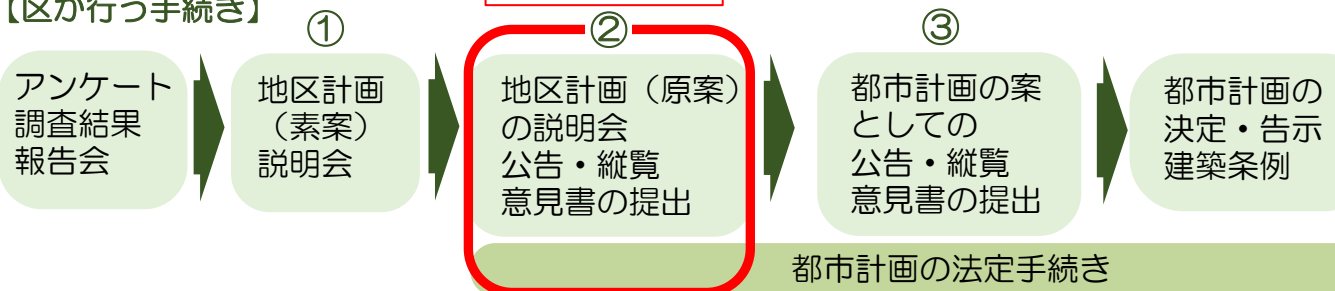 【区が行う手続き】
アンケート
調査結果
報告会
①
地区計画
（素案）
説明会
②
地区計画（原案）
の説明会
公告・縦覧
意見書の提出
③
都市計画の案
としての
公告・縦覧
意見書の提出
都市計画の
決定・告示
建築条例
都市計画の法定手続き